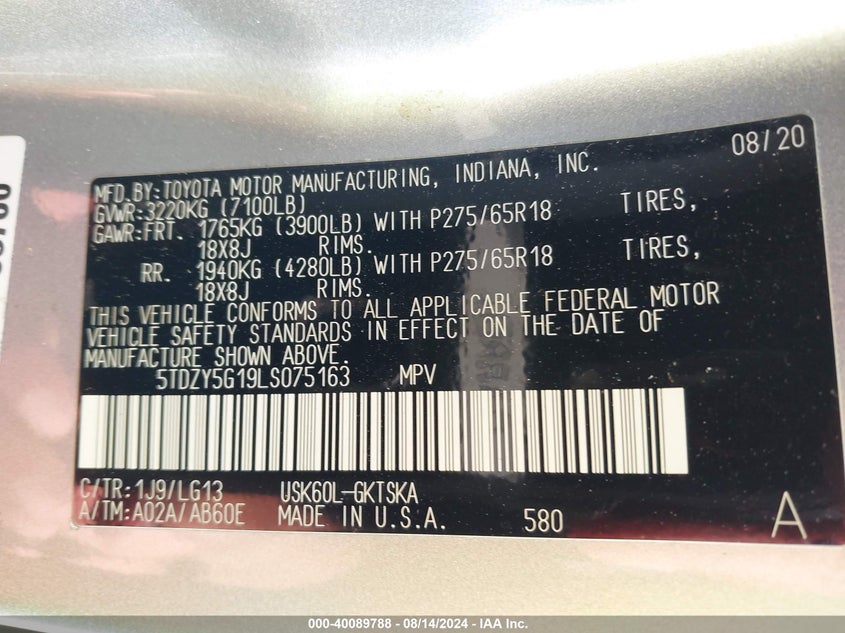 08/20
MFD.BY:TOYOTA MOTOR MANUFACTURING, INDIANA, INC.
GVWR:3220KG (7100LB)
GAWR:FRT. 1765KG (3900LB) WITH P275/65R18 TIRES,
18X8J RIMS.
RR. 1940KG (4280LB) WITH P275/65R18 TIRES,
18X8J RIMS.
THIS VEHICLE CONFORMS TO ALL APPLICABLE FEDERAL MOTOR
VEHICLE SAFETY STANDARDS IN EFFECT ON THE DATE OF
MANUFACTURE SHOWN ABOVE.
5TDZY5G19LS075163 MPV
C/TR:1J9/LG13 USK60L-GKTSKA
A/TM:A02A/AB60E MADE IN U.S.A. 580 A
000-40089788 - 08/14/2024 - IAA Inc.